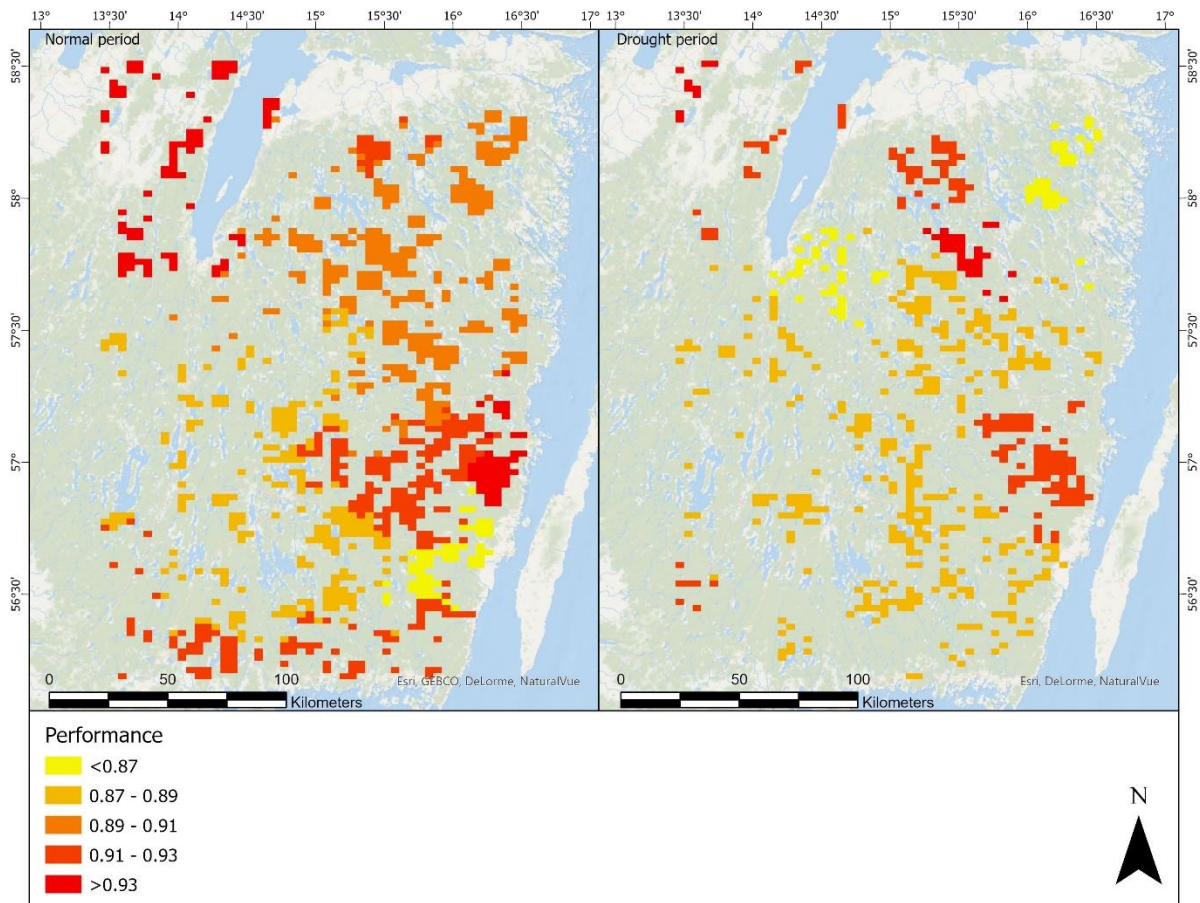 13° 13°30' 14° 14°30' 15° 15°30' 16° 16°30' 17° 13° 13°30' 14° 14°30' 15° 15°30' 16° 16°30' 17°
Normal period
Drought period
58°30' 58°30'
58° 58°
57°30' 57°30'
57° 57°
56°30' 56°30'
Esri, GEBCO, DeLorme, NaturalVue
Esri, DeLorme, NaturalVue
0 50 100
Kilometers
0 50 100
Kilometers
Performance
<0.87
0.87 - 0.89
0.89 - 0.91
0.91 - 0.93
>0.93
N